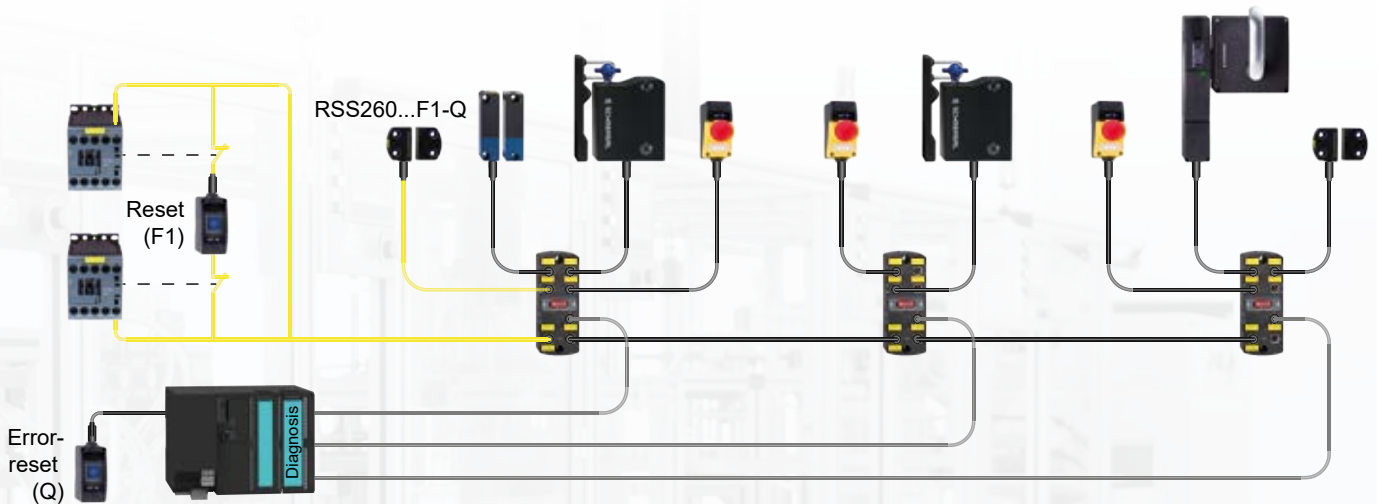 RSS260...F1-Q
Reset
(F1)
Error-
reset
(Q)
Diagnosis